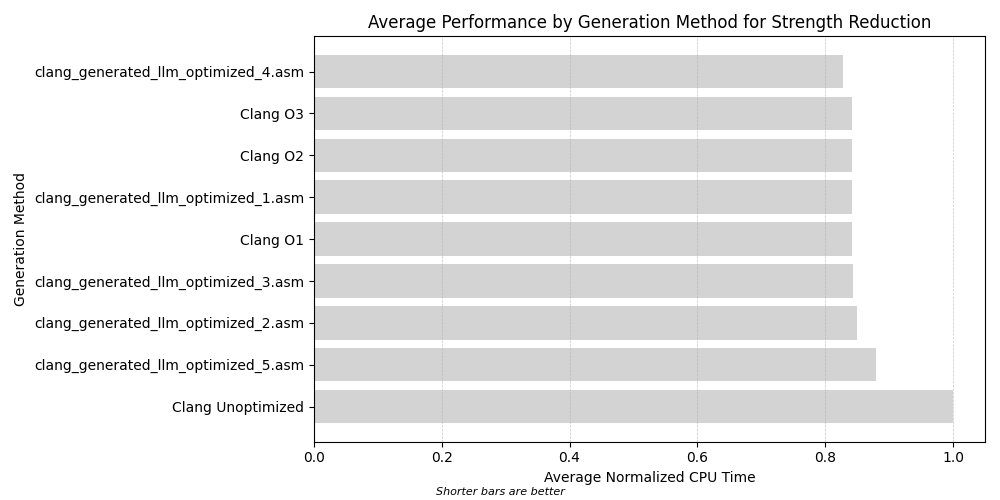 Average Performance by Generation Method for Strength Reduction
Generation Method
clang_generated_llm_optimized_4.asm
Clang O3
Clang O2
clang_generated_llm_optimized_1.asm
Clang O1
clang_generated_llm_optimized_3.asm
clang_generated_llm_optimized_2.asm
clang_generated_llm_optimized_5.asm
Clang Unoptimized
0.0 0.2 0.4 0.6 0.8 1.0
Average Normalized CPU Time
Shorter bars are better